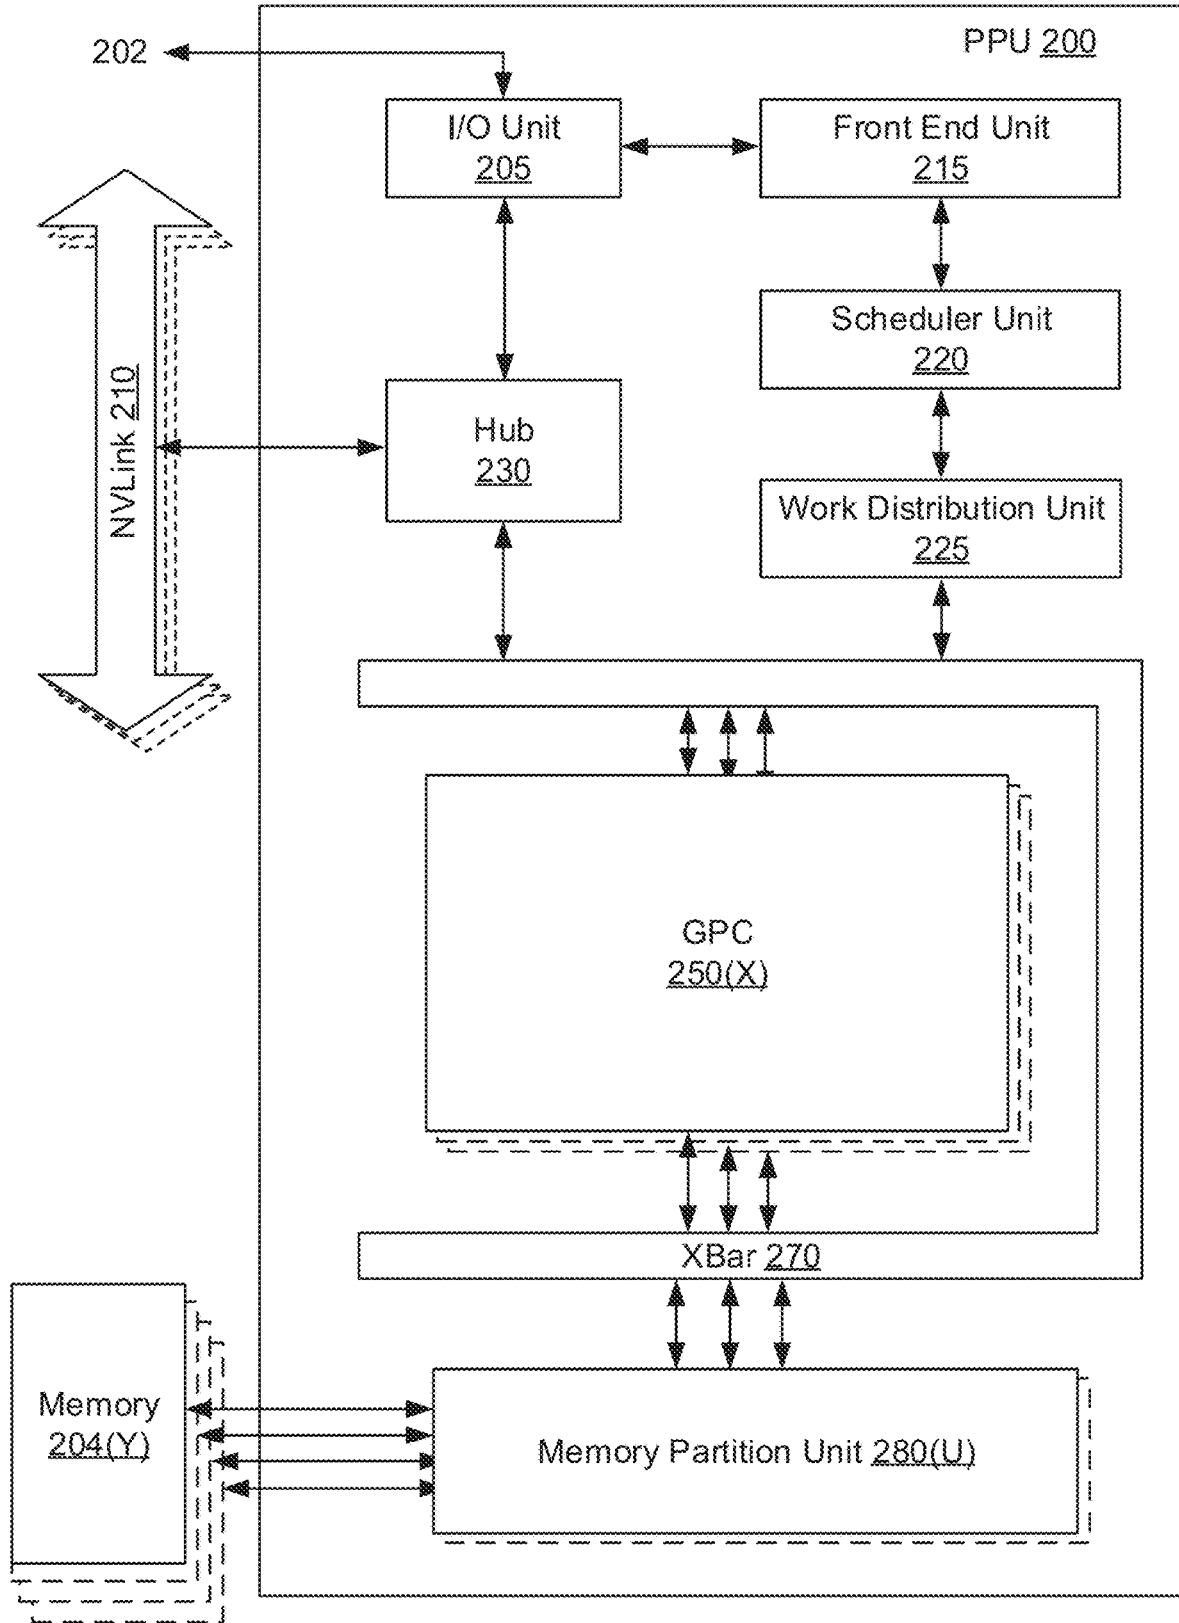 PPU 200
202
I/O Unit
205
Front End Unit
215
Scheduler Unit
220
NVLink 210
Hub
230
Work Distribution Unit
225
GPC
250(X)
XBar 270
Memory
204(Y)
Memory Partition Unit 280(U)